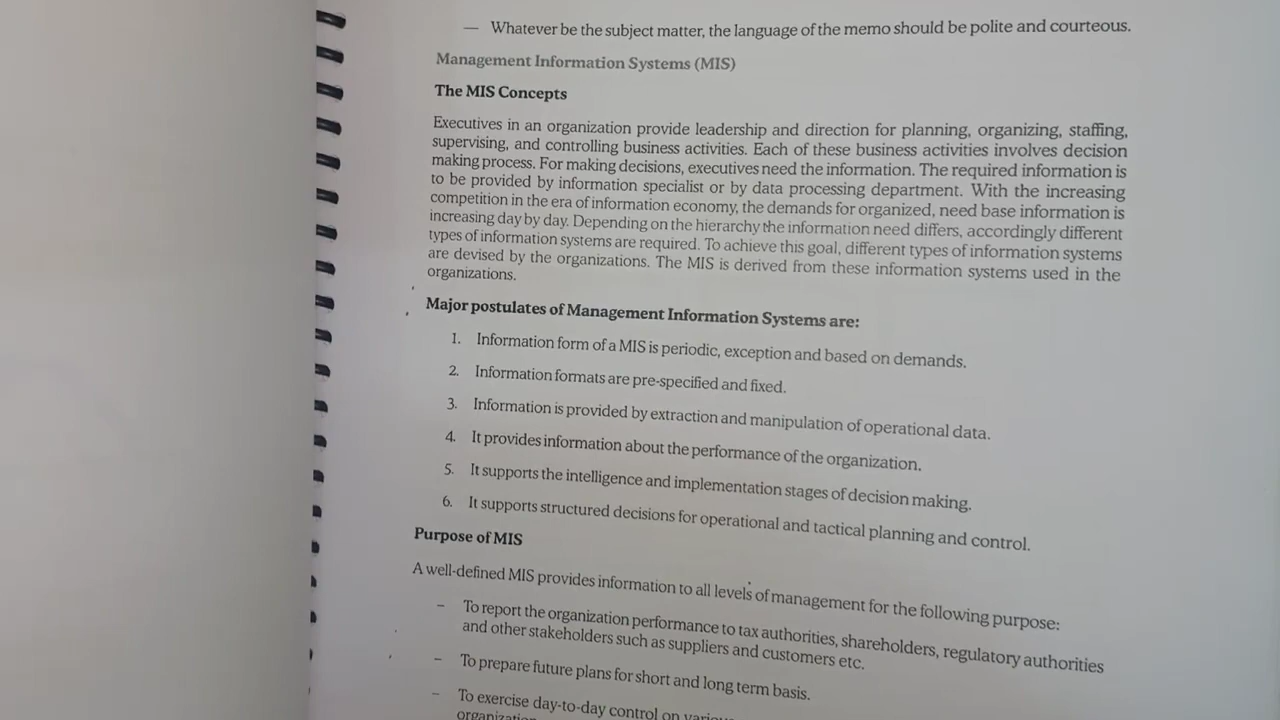 — Whatever be the subject matter, the language of the memo should be polite and courteous.
Management Information Systems (MIS)
The MIS Concepts
Executives in an organization provide leadership and direction for planning, organizing, staffing,
supervising, and controlling business activities. Each of these business activities involves decision
making process. For making decisions, executives need the information. The required information is
to be provided by information specialist or by data processing department. With the increasing
competition in the era of information economy, the demands for organized, need base information is
increasing day by day. Depending on the hierarchy the information need differs, accordingly different
types of information systems are required. To achieve this goal, different types of information systems
are devised by the organizations. The MIS is derived from these information systems used in the
organizations.
Major postulates of Management Information Systems are:
1. Information form of a MIS is periodic, exception and based on demands.
2. Information formats are pre-specified and fixed.
3. Information is provided by extraction and manipulation of operational data.
4. It provides information about the performance of the organization.
5. It supports the intelligence and implementation stages of decision making.
6. It supports structured decisions for operational and tactical planning and control.
Purpose of MIS
A well-defined MIS provides information to all levels of management for the following purpose:
– To report the organization performance to tax authorities, shareholders, regulatory authorities
and other stakeholders such as suppliers and customers etc.
– To prepare future plans for short and long term basis.
– To exercise day-to-day control on